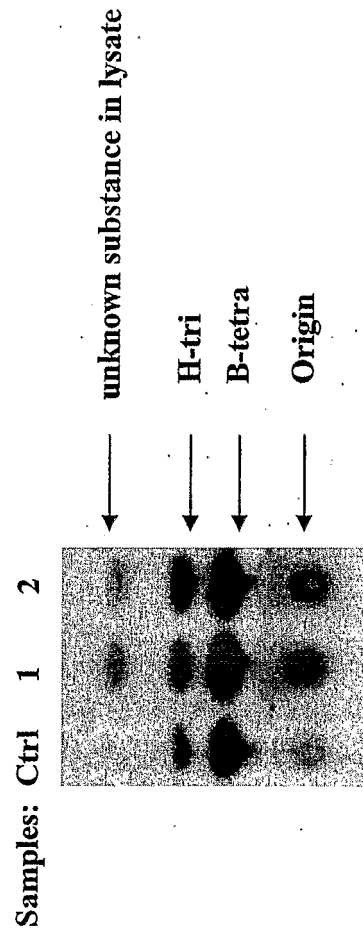 Samples: Ctrl 1 2
unknown substance in lysate
H-tri
B-tetra
Origin